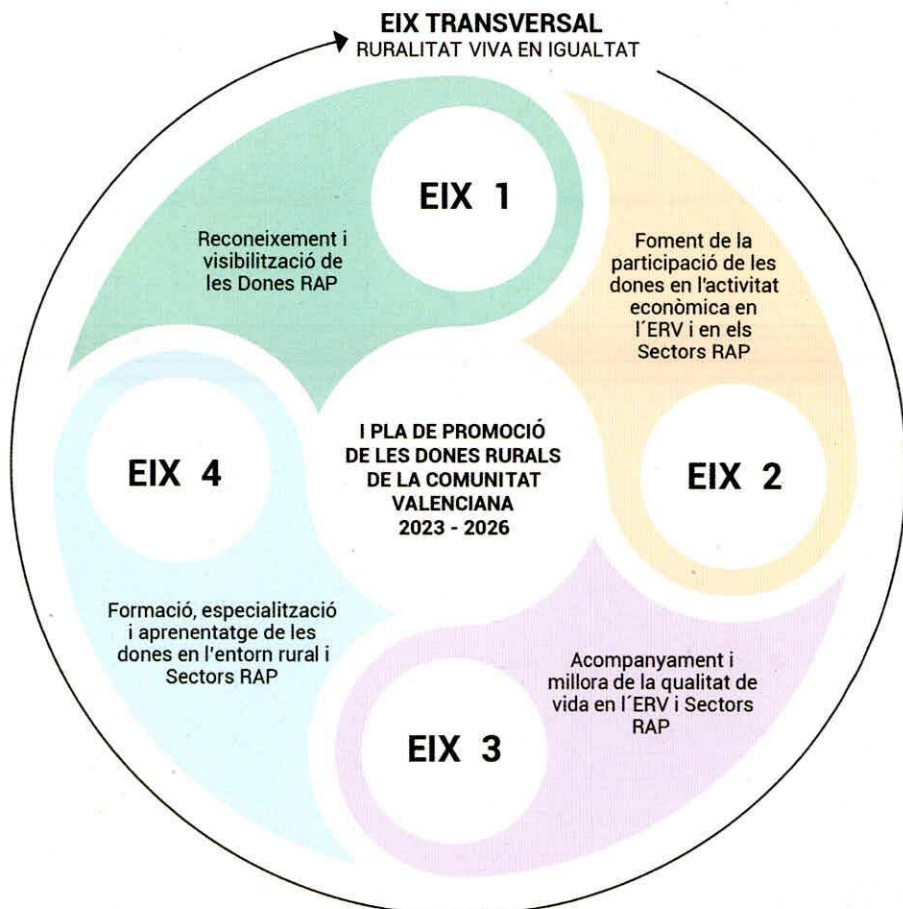 EIX TRANSVERSAL
RURALITAT VIVA EN IGUALTAT
EIX 1
Reconeixement i
visibilització de
les Dones RAP
Foment de la
participació de les
dones en l'activitat
econòmica en
l´ERV i en els
Sectors RAP
EIX 2
I PLA DE PROMOCIÓ
DE LES DONES RURALS
DE LA COMUNITAT
VALENCIANA
2023 - 2026
EIX 4
Formació, especialització
i aprenentatge de les
dones en l'entorn rural i
Sectors RAP
Acompanyament i
millora de la qualitat de
vida en l´ERV i Sectors
RAP
EIX 3